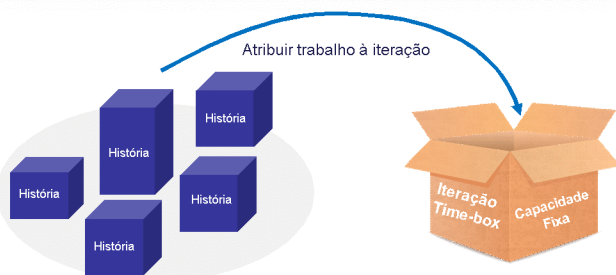 Atribuir trabalho à iteração
História
História
História
História
História
Iteração
Time-box
Capacidade
Fixa